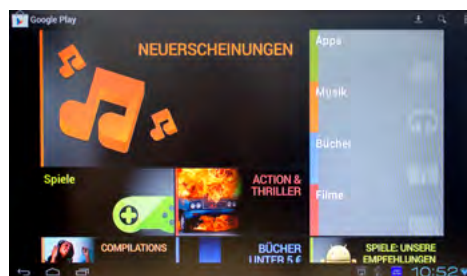 Google Play
NEUERSCHEINUNGEN
Apps
Musik
Bücher
Filme
Spiele
ACTION &
THRILLER
COMPILATIONS
BÜCHER
UNTER 5 €
SPIELE: UNSERE
EMPFEHLUNGEN
10:52